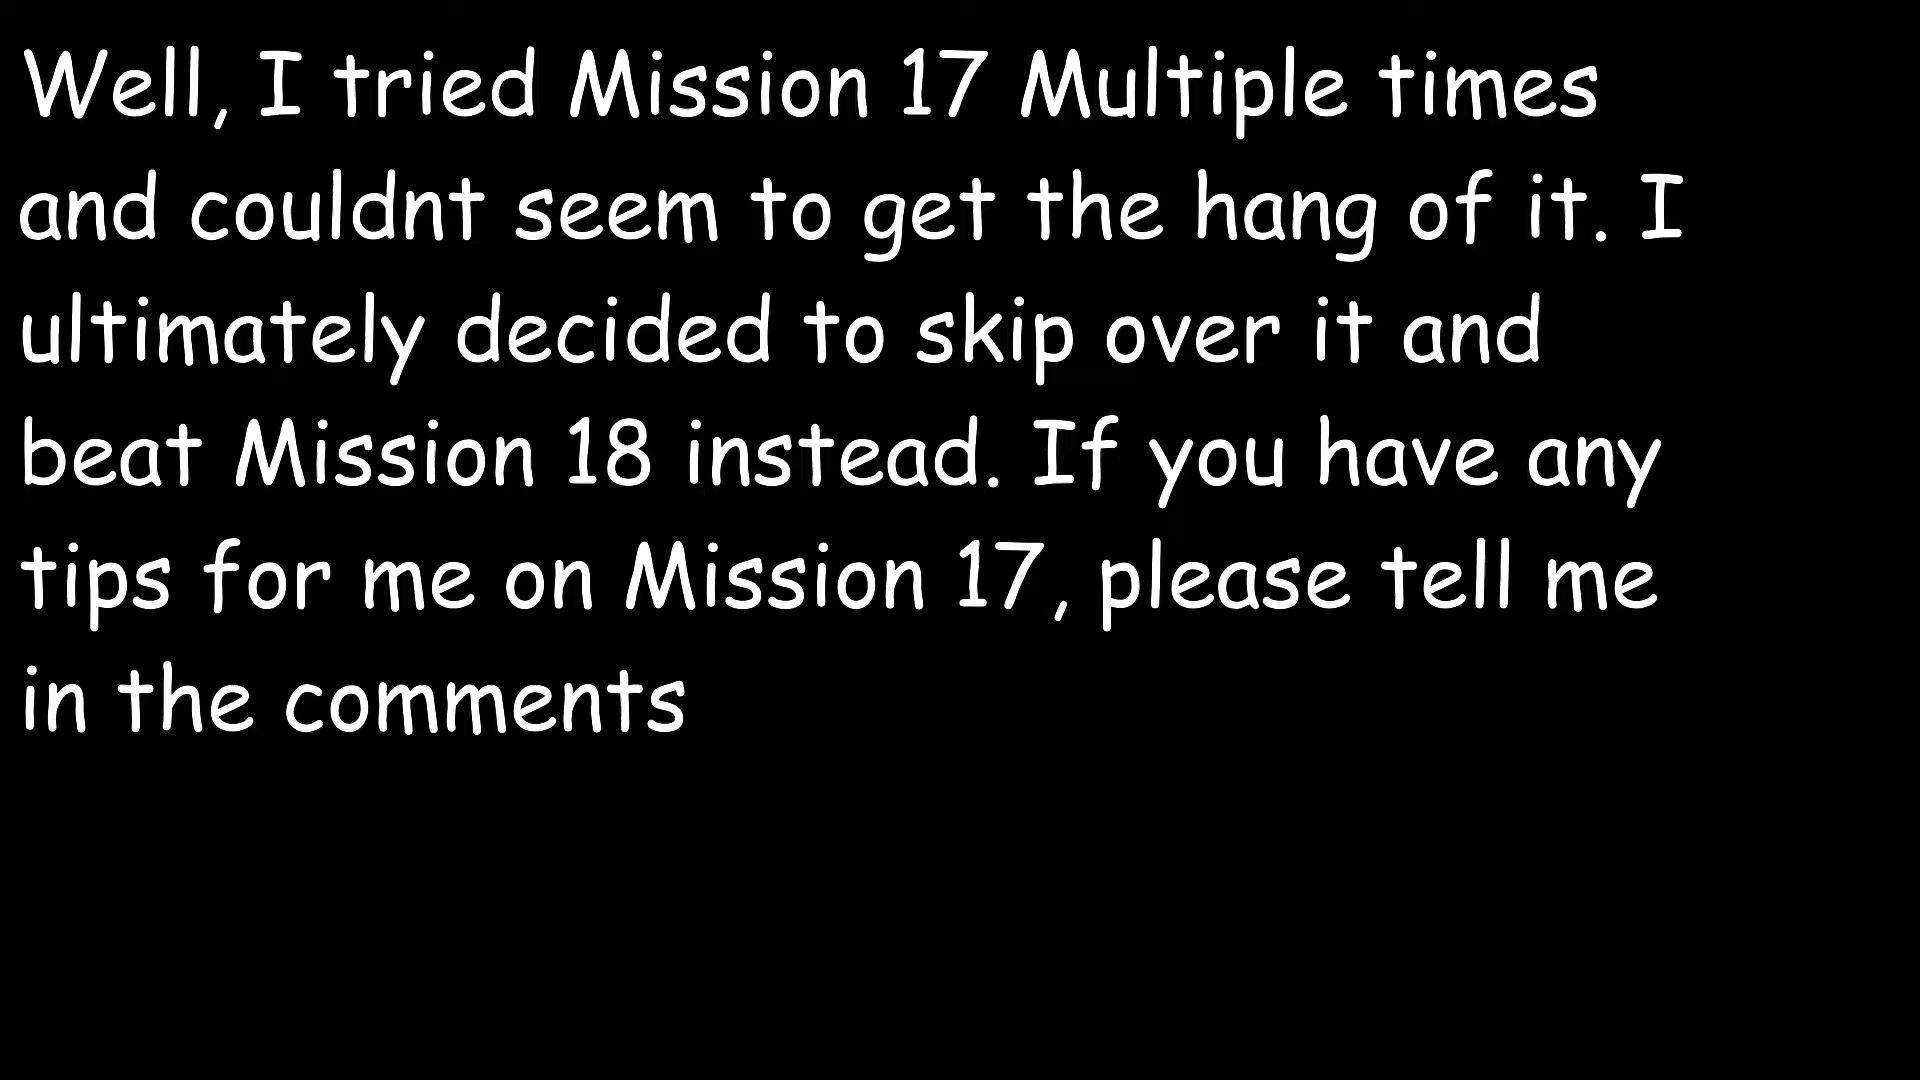 Well, I tried Mission 17 Multiple times
and couldnt seem to get the hang of it. I
ultimately decided to skip over it and
beat Mission 18 instead. If you have any
tips for me on Mission 17, please tell me
in the comments